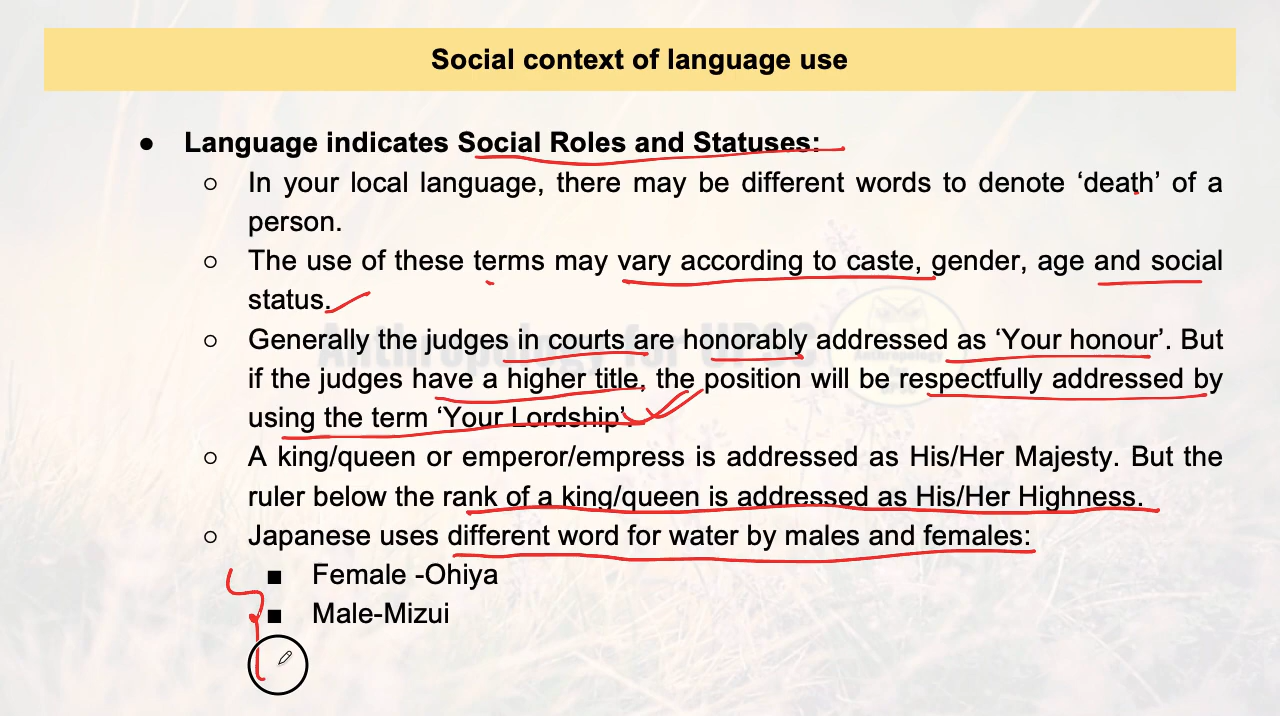 Social context of language use
● Language indicates Social Roles and Statuses:
○ In your local language, there may be different words to denote ‘death’ of a
person.
○ The use of these terms may vary according to caste, gender, age and social
status.
○ Generally the judges in courts are honorably addressed as ‘Your honour’. But
if the judges have a higher title, the position will be respectfully addressed by
using the term ‘Your Lordship’.
○ A king/queen or emperor/empress is addressed as His/Her Majesty. But the
ruler below the rank of a king/queen is addressed as His/Her Highness.
○ Japanese uses different word for water by males and females:
■ Female -Ohiya
■ Male-Mizui
Anthropology for UPSC
Anthropology